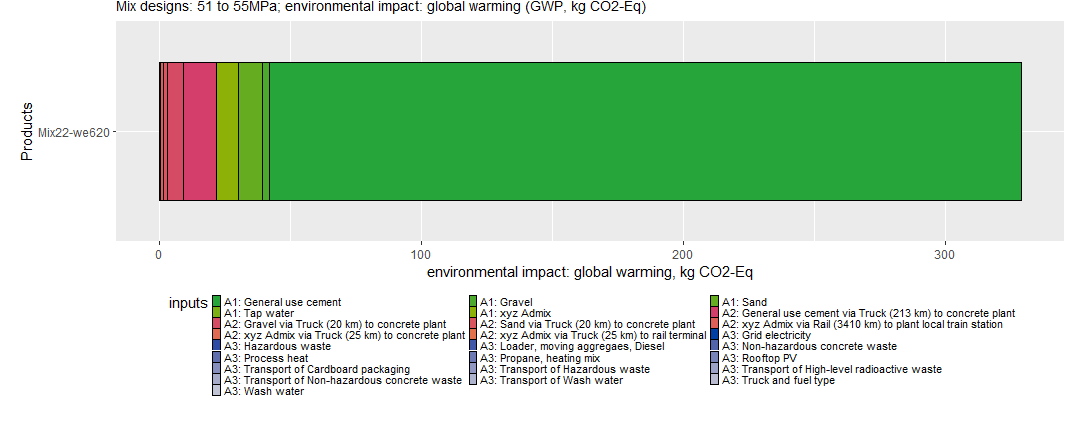 Mix designs: 51 to 55MPa; environmental impact: global warming (GWP, kg CO2-Eq)
Products
Mix22-we620
0 100 200 300
environmental impact: global warming, kg CO2-Eq
inputs
A1: General use cement A1: Gravel A1: Sand
A1: Tap water A1: xyz Admix A2: General use cement via Truck (213 km) to concrete plant
A2: Gravel via Truck (20 km) to concrete plant A2: Sand via Truck (20 km) to concrete plant A2: xyz Admix via Rail (3410 km) to plant local train station
A2: xyz Admix via Truck (25 km) to concrete plant A2: xyz Admix via Truck (25 km) to rail terminal A3: Grid electricity
A3: Hazardous waste A3: Loader, moving aggregaes, Diesel A3: Non-hazardous concrete waste
A3: Process heat A3: Propane, heating mix A3: Rooftop PV
A3: Transport of Cardboard packaging A3: Transport of Hazardous waste A3: Transport of High-level radioactive waste
A3: Transport of Non-hazardous concrete waste A3: Transport of Wash water A3: Truck and fuel type
A3: Wash water